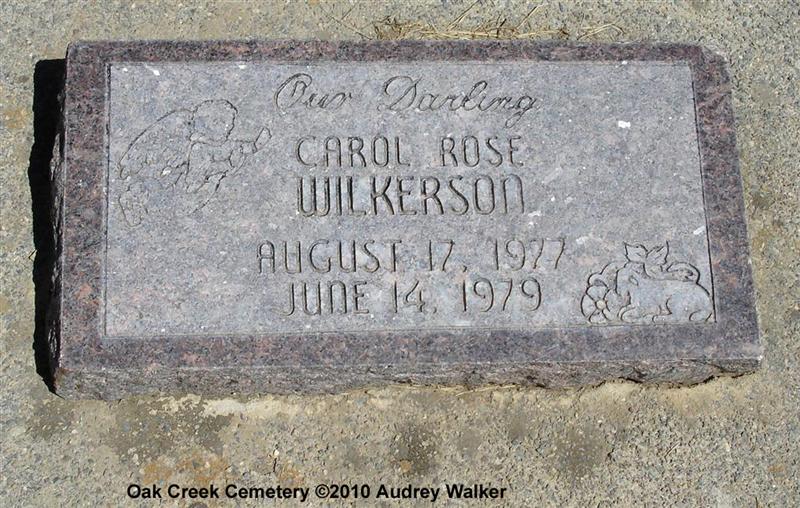 Our Darling
CAROL ROSE
WILKERSON
AUGUST 17, 1977
JUNE 14, 1979
Oak Creek Cemetery ©2010 Audrey Walker